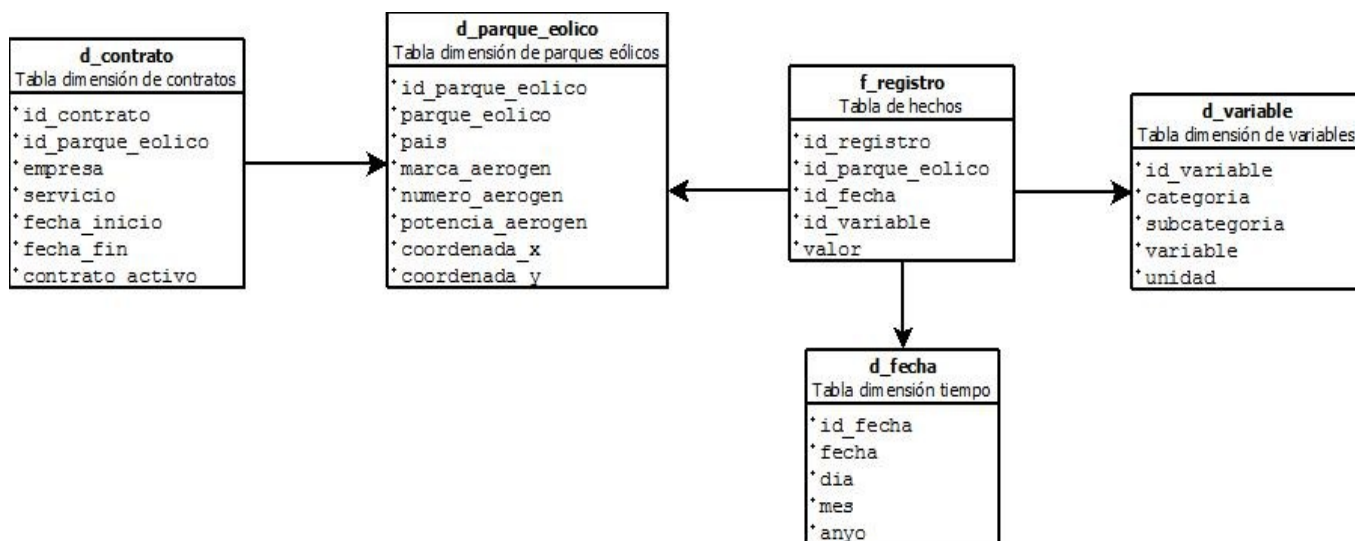 d_contrato
Tabla dimensión de contratos
id_contrato
id_parque_eolico
empresa
servicio
fecha_inicio
fecha_fin
contrato_activo
d_parque_eolico
Tabla dimensión de parques eólicos
id_parque_eolico
parque_eolico
pais
marca_aerogen
numero_aerogen
potencia_aerogen
coordenada_x
coordenada_y
f_registro
Tabla de hechos
id_registro
id_parque_eolico
id_fecha
id_variable
valor
d_variable
Tabla dimensión de variables
id_variable
categoria
subcategoria
variable
unidad
d_fecha
Tabla dimensión tiempo
id_fecha
fecha
dia
mes
anyo